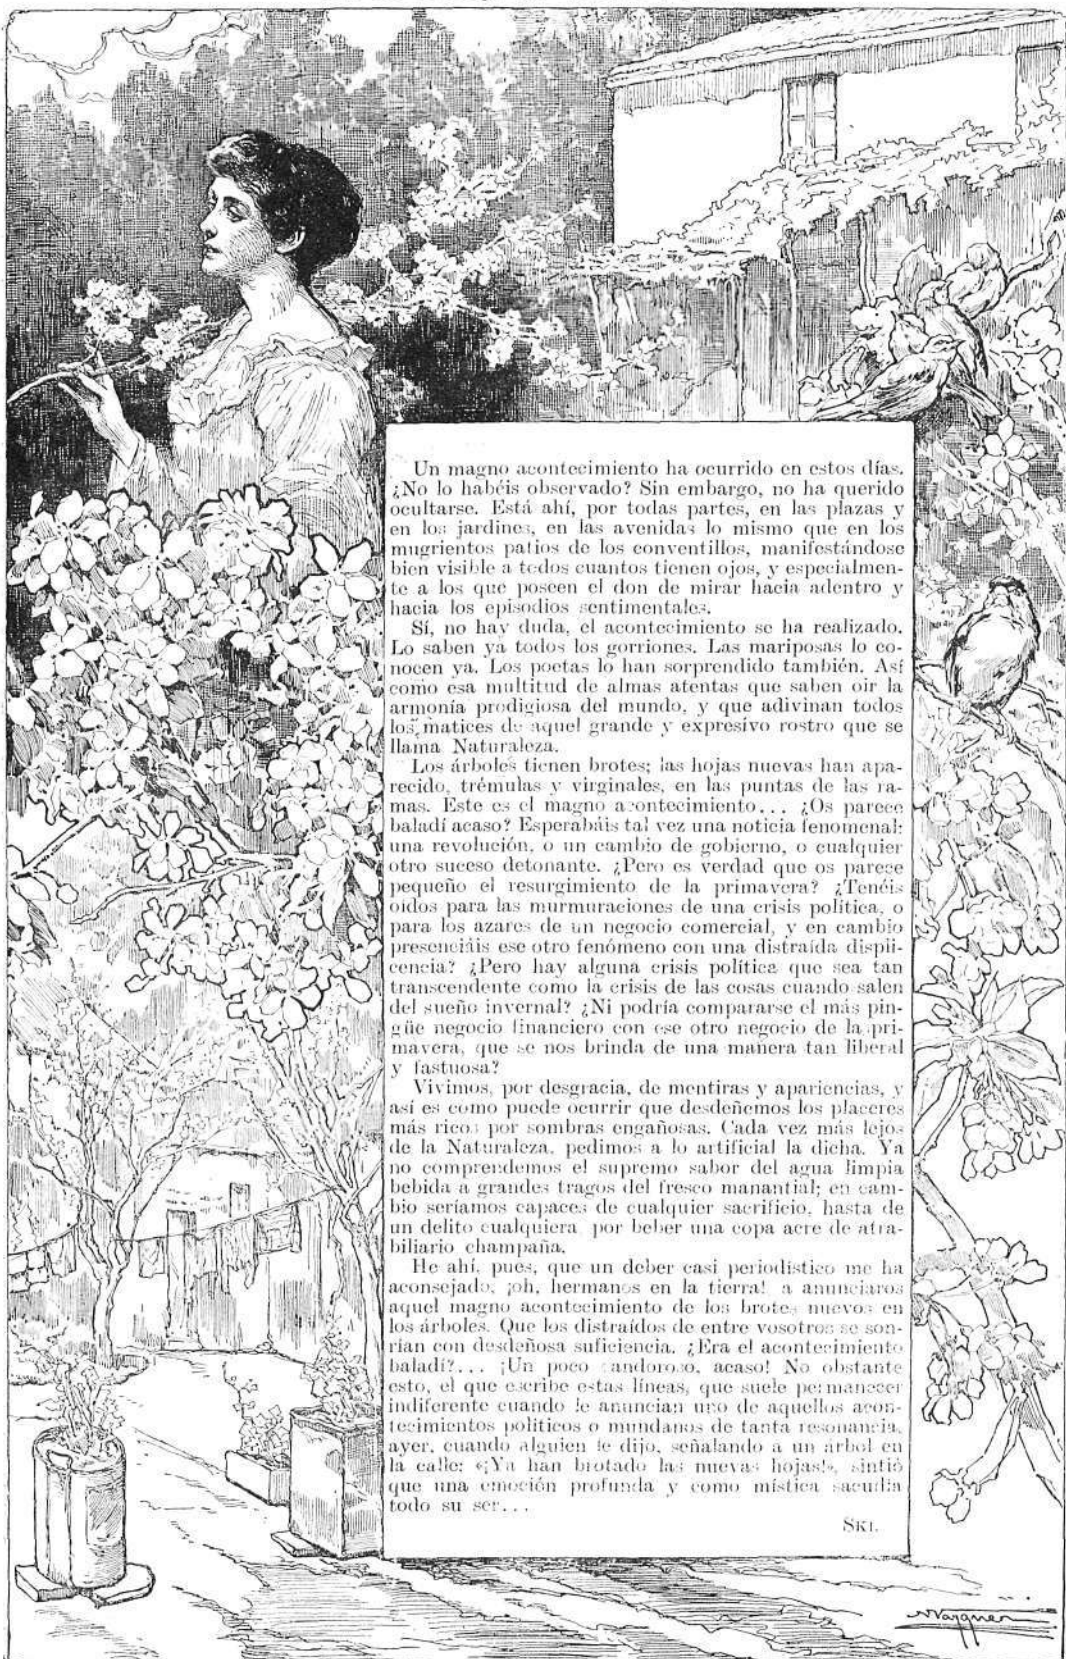 Un magno acontecimiento ha ocurrido en estos días.
¿No lo habéis observado? Sin embargo, no ha querido
ocultarse. Está ahí, por todas partes, en las plazas y
en los jardines, en las avenidas lo mismo que en los
mugrientos patios de los conventillos, manifestándose
bien visible a todos cuantos tienen ojos, y especialmen-
te a los que poseen el don de mirar hacia adentro y
hacia los episodios sentimentales.
Sí, no hay duda, el acontecimiento se ha realizado.
Lo saben ya todos los gorriones. Las mariposas lo co-
nocen ya. Los poetas lo han sorprendido también. Así
como esa multitud de almas atentas que saben oir la
armonía prodigiosa del mundo, y que adivinan todos
los matices de aquel grande y expresivo rostro que se
llama Naturaleza.
Los árboles tienen brotes; las hojas nuevas han apa-
recido, trémulas y virginales, en las puntas de las ra-
mas. Este es el magno acontecimiento... ¿Os parece
baladí acaso? Esperabáis tal vez una noticia fenomenal:
una revolución, o un cambio de gobierno, o cualquier
otro suceso detonante. ¿Pero es verdad que os parece
pequeño el resurgimiento de la primavera? ¿Tenéis
oídos para las murmuraciones de una crisis política, o
para los azares de un negocio comercial, y en cambio
presenciáis ese otro fenómeno con una distraída displi-
cencia? ¿Pero hay alguna crisis política que sea tan
transcendente como la crisis de las cosas cuando salen
del sueño invernal? ¿Ni podría compararse el más pin-
güe negocio financiero con ese otro negocio de la pri-
mavera, que se nos brinda de una manera tan liberal
y fastuosa?
Vivimos, por desgracia, de mentiras y apariencias, y
así es como puede ocurrir que desdeñemos los placeres
más ricos por sombras engañosas. Cada vez más lejos
de la Naturaleza, pedimos a lo artificial la dicha. Ya
no comprendemos el supremo sabor del agua limpia
bebida a grandes tragos del fresco manantial; en cam-
bio seríamos capaces de cualquier sacrificio, hasta de
un delito cualquiera por beber una copa acre de atra-
biliario champaña.
He ahí, pues, que un deber casi periodístico me ha
aconsejado, ¡oh, hermanos en la tierra! a anunciaros
aquel magno acontecimiento de los brotes nuevos en
los árboles. Que los distraídos de entre vosotros se son-
rían con desdeñosa suficiencia. ¿Era el acontecimiento
baladí?... ¡Un poco candoroso, acaso! No obstante
esto, el que escribe estas líneas, que suele permanecer
indiferente cuando le anuncian uno de aquellos acon-
tecimientos políticos o mundanos de tanta resonancia,
ayer, cuando alguien le dijo, señalando a un árbol en
la calle: «¡Ya han brotado las nuevas hojas!», sintió
que una emoción profunda y como mística sacudía
todo su ser...
SKI.